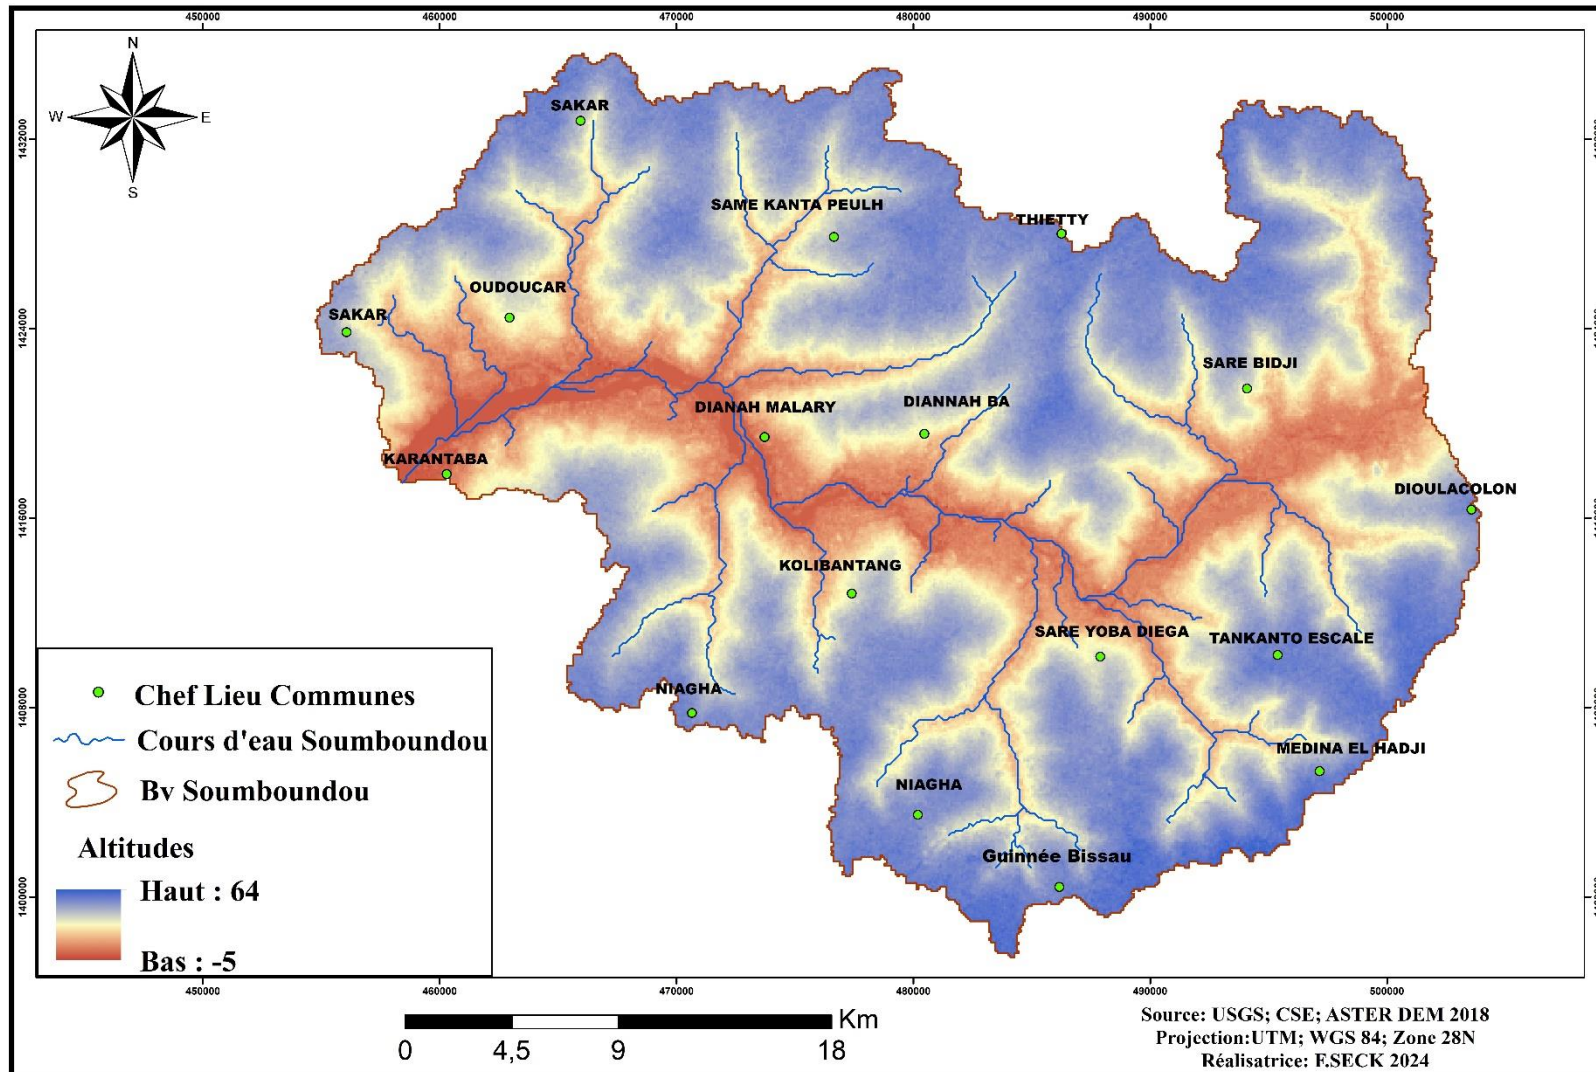 450000 460000 470000 480000 490000 500000
N
W E
S
1432000
1424000
1416000
1408000
1400000
SAKAR
SAME KANTA PEULH
THIETTY
OUDOUCAR
SAKAR
SARE BIDJI
DIANAH MALARY
DIANNAH BA
KARANTABA
DIOULACOLON
KOLIBANTANG
SARE YOBA DIEGA
TANKANTO ESCALE
NIAGHA
MEDINA EL HADJI
NIAGHA
Guinnée Bissau
Chef Lieu Communes
Cours d'eau Soumboundou
Bv Soumboundou
Altitudes
Haut : 64
Bas : -5
450000 460000 470000 480000 490000 500000
Km
0 4,5 9 18
Source: USGS; CSE; ASTER DEM 2018
Projection:UTM; WGS 84; Zone 28N
Réalisatrice: F.SECK 2024